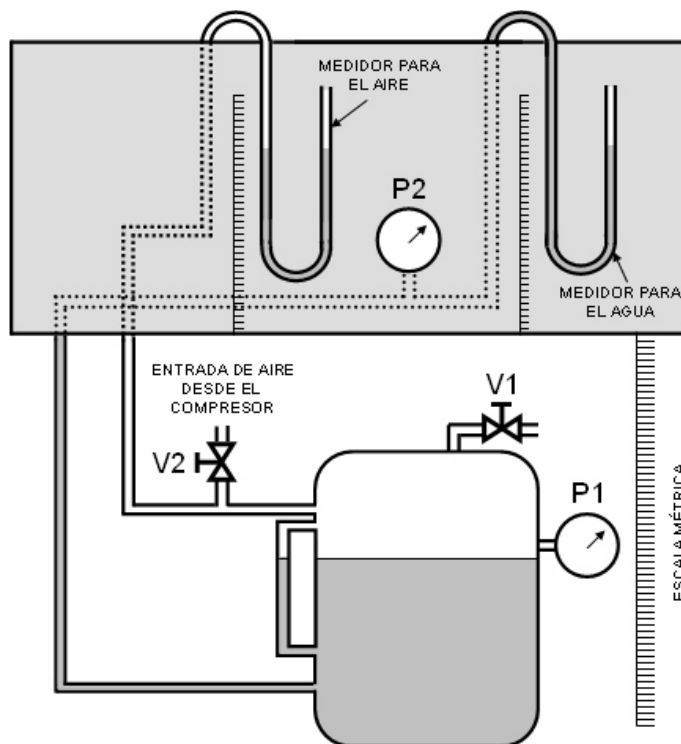 MEDIDOR PARA
EL AIRE
P2
MEDIDOR PARA
EL AGUA
ENTRADA DE AIRE
DESDE EL
COMPRESOR
V1
V2
P1
ESCALA MÉTRICA